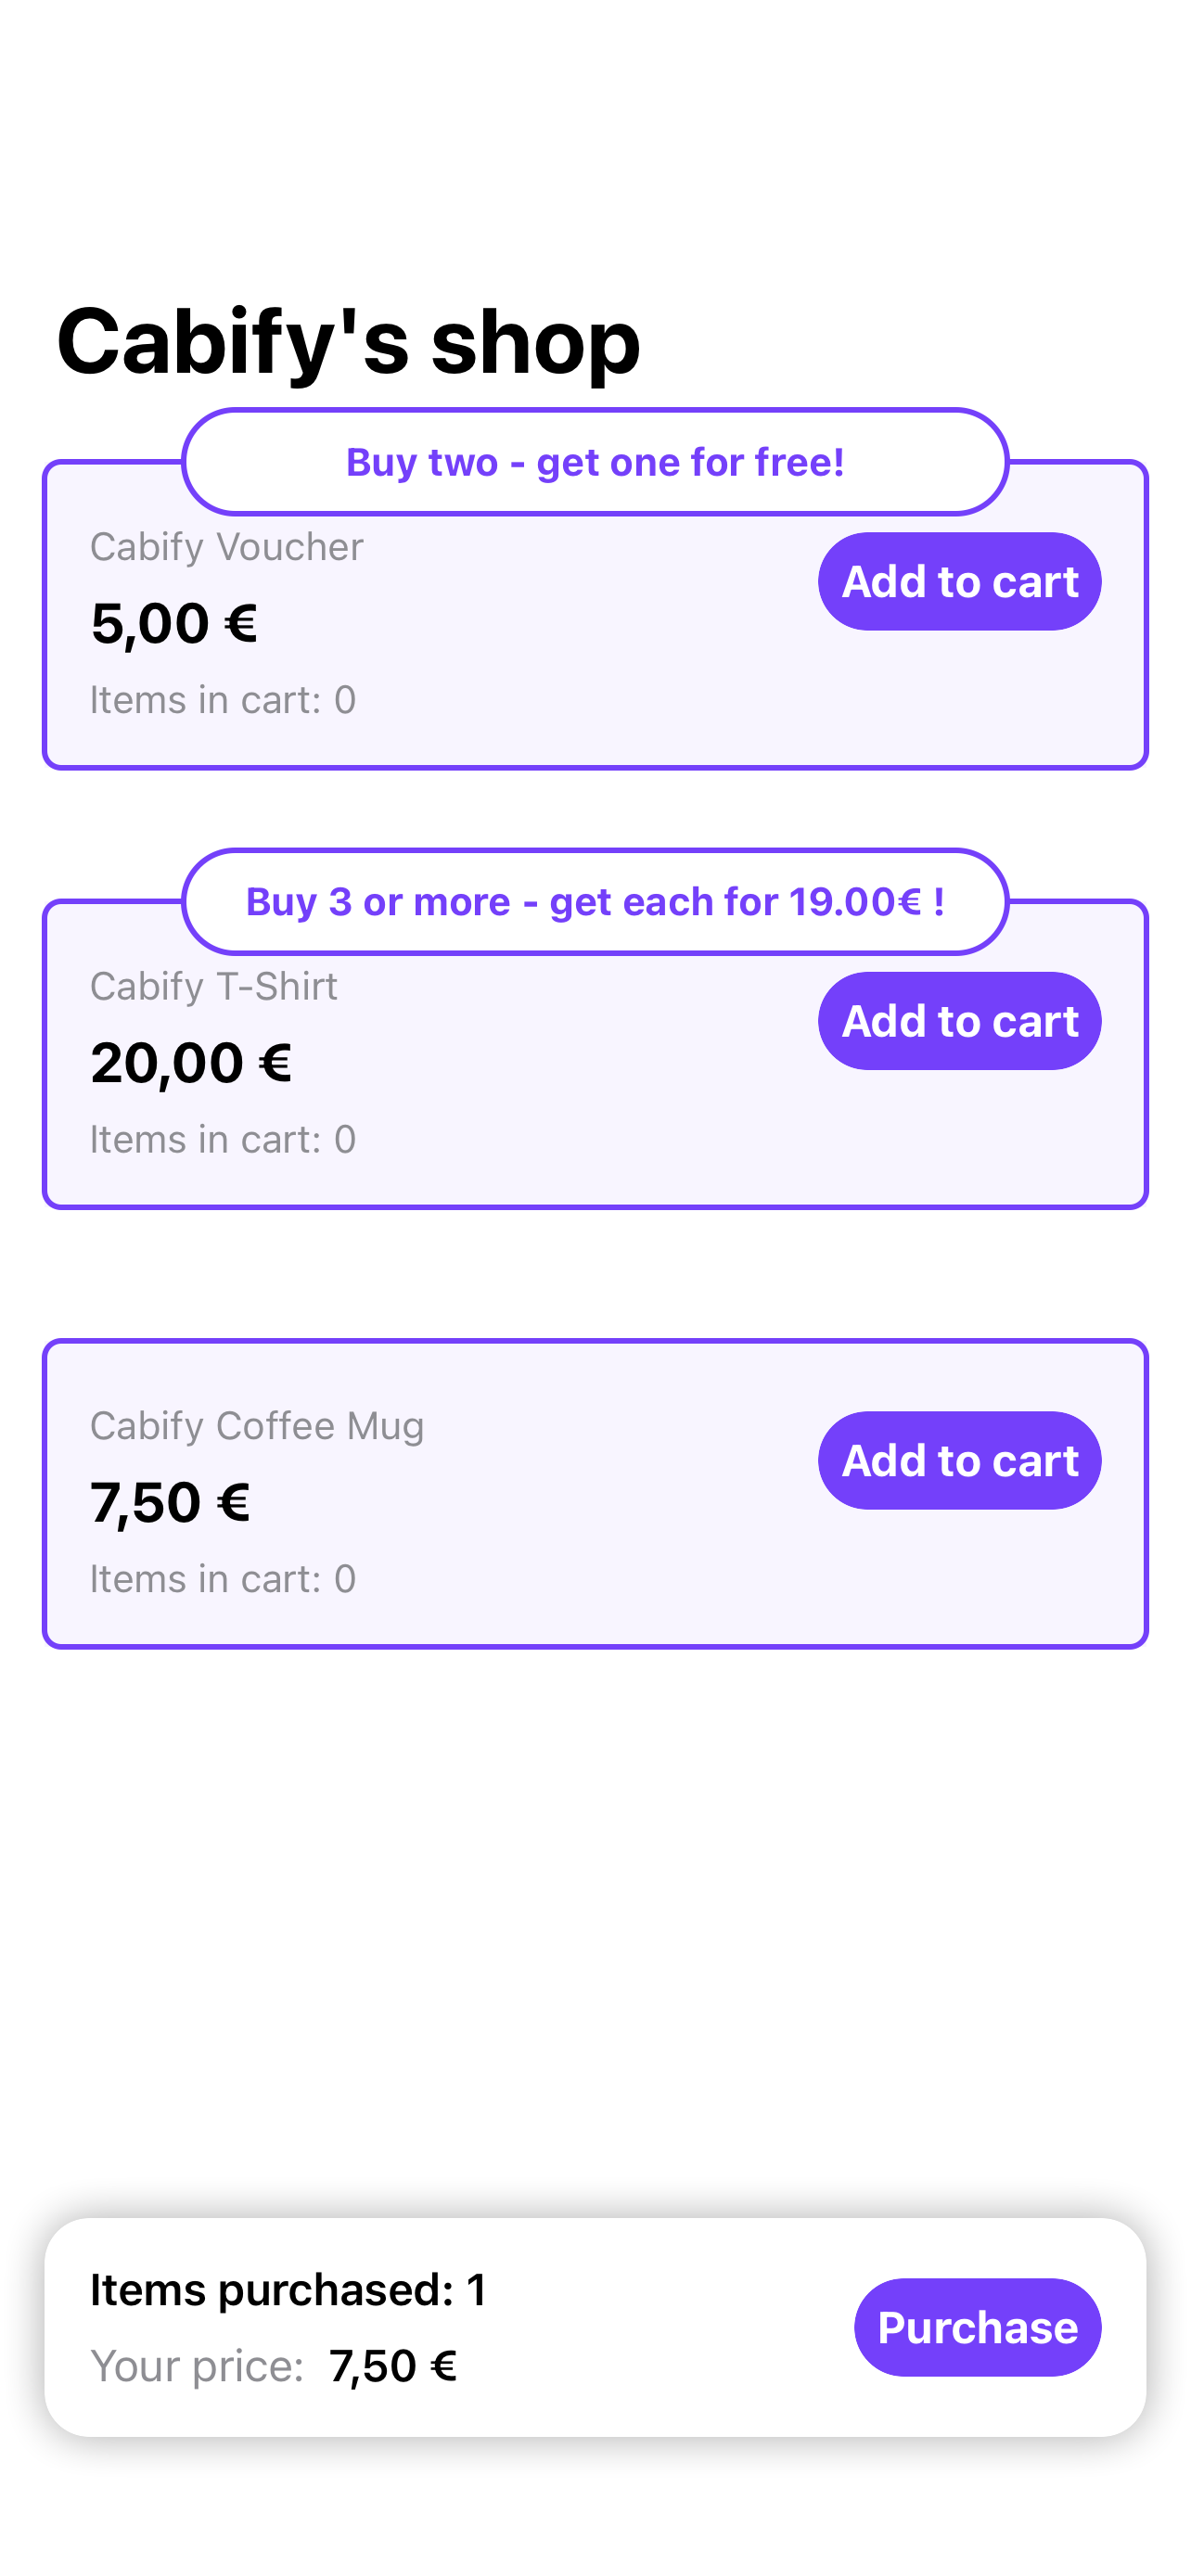 Cabify's shop
Buy two - get one for free!
Cabify Voucher
Add to cart
5,00 €
Items in cart: 0
Buy 3 or more - get each for 19.00€ !
Cabify T-Shirt
Add to cart
20,00 €
Items in cart: 0
Cabify Coffee Mug
Add to cart
7,50 €
Items in cart: 0
Items purchased: 1
Purchase
Your price: 7,50 €